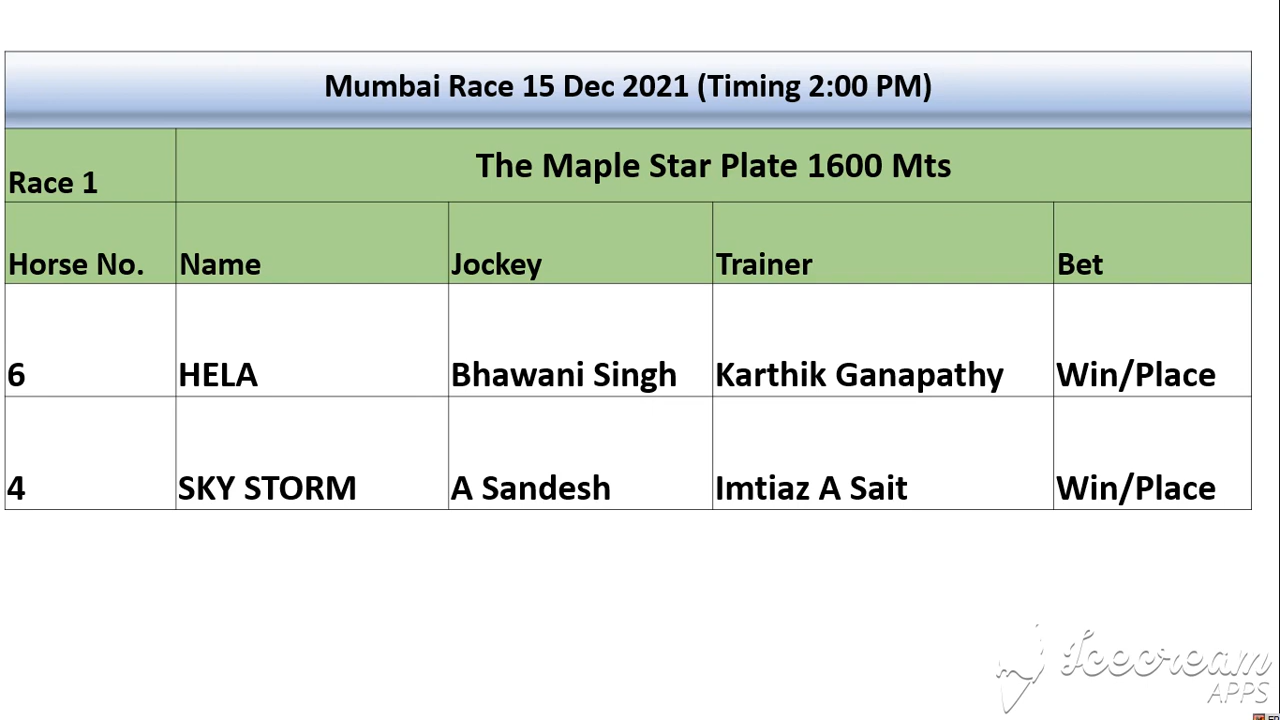 Mumbai Race 15 Dec 2021 (Timing 2:00 PM)
Race 1 The Maple Star Plate 1600 Mts
Horse No. Name Jockey Trainer Bet
6 HELA Bhawani Singh Karthik Ganapathy Win/Place
4 SKY STORM A Sandesh Imtiaz A Sait Win/Place
Icecream
APPS